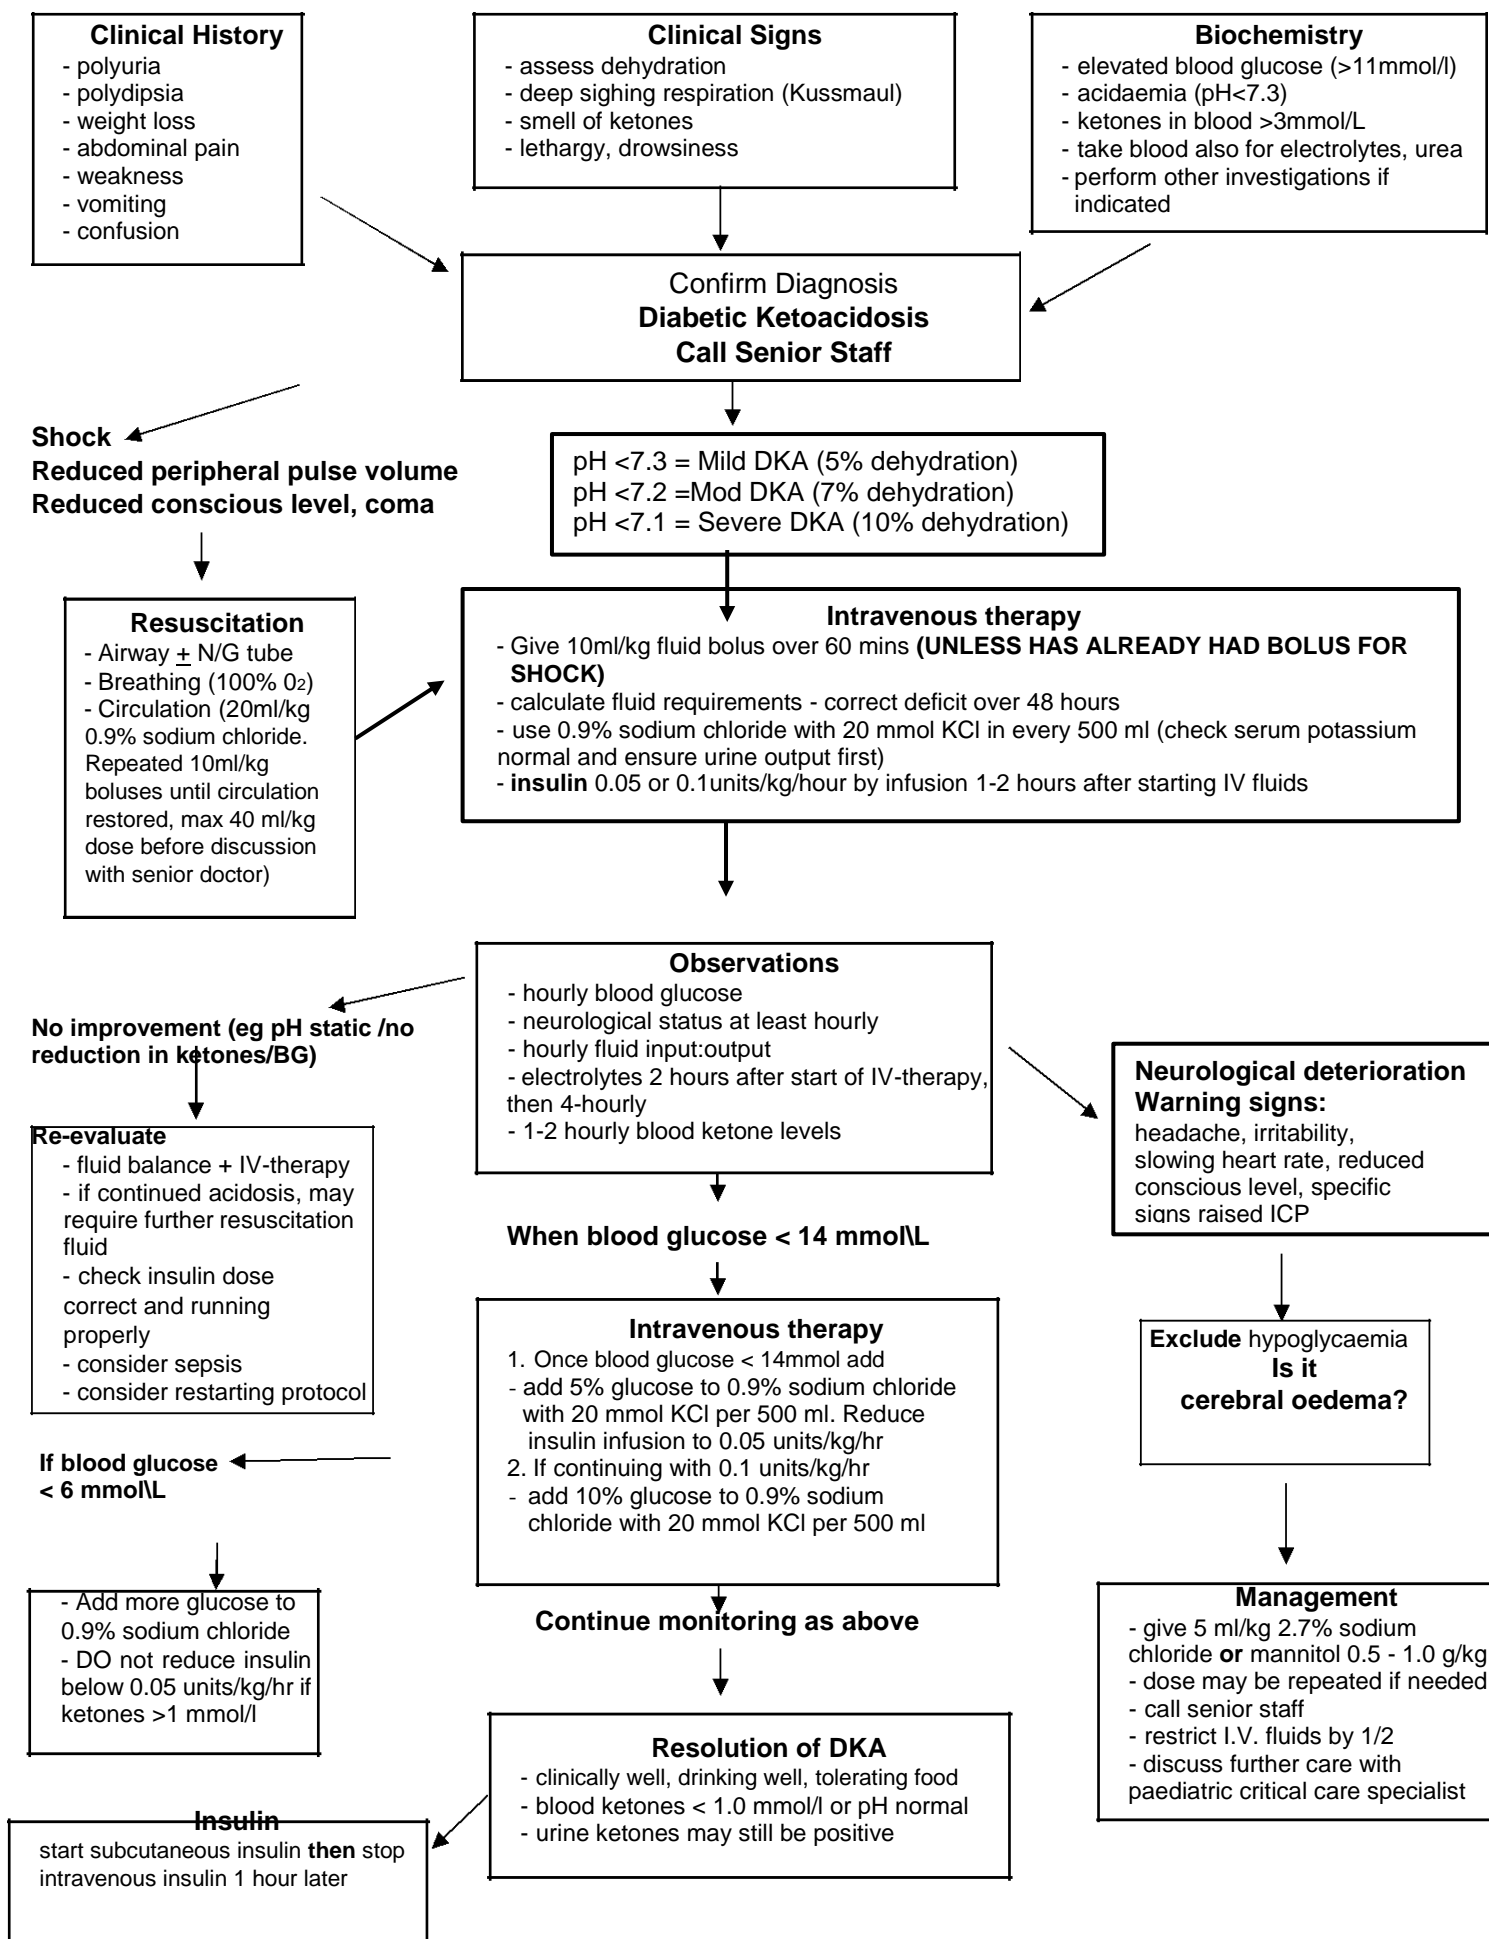 Clinical History
- polyuria
- polydipsia
- weight loss
- abdominal pain
- weakness
- vomiting
- confusion
Clinical Signs
- assess dehydration
- deep sighing respiration (Kussmaul)
- smell of ketones
- lethargy, drowsiness
Biochemistry
- elevated blood glucose (>11mmol/l)
- acidaemia (pH<7.3)
- ketones in blood >3mmol/L
- take blood also for electrolytes, urea
- perform other investigations if
indicated
Confirm Diagnosis
Diabetic Ketoacidosis
Call Senior Staff
Shock
Reduced peripheral pulse volume
Reduced conscious level, coma
pH <7.3 = Mild DKA (5% dehydration)
pH <7.2 =Mod DKA (7% dehydration)
pH <7.1 = Severe DKA (10% dehydration)
Resuscitation
- Airway + N/G tube
- Breathing (100% 02)
- Circulation (20ml/kg
0.9% sodium chloride.
Repeated 10ml/kg
boluses until circulation
restored, max 40 ml/kg
dose before discussion
with senior doctor)
Intravenous therapy
- Give 10ml/kg fluid bolus over 60 mins (UNLESS HAS ALREADY HAD BOLUS FOR
SHOCK)
- calculate fluid requirements - correct deficit over 48 hours
- use 0.9% sodium chloride with 20 mmol KCl in every 500 ml (check serum potassium
normal and ensure urine output first)
- insulin 0.05 or 0.1units/kg/hour by infusion 1-2 hours after starting IV fluids
Observations
- hourly blood glucose
- neurological status at least hourly
- hourly fluid input:output
- electrolytes 2 hours after start of IV-therapy,
then 4-hourly
- 1-2 hourly blood ketone levels
No improvement (eg pH static /no
reduction in ketones/BG)
Re-evaluate
- fluid balance + IV-therapy
- if continued acidosis, may
require further resuscitation
fluid
- check insulin dose
correct and running
properly
- consider sepsis
- consider restarting protocol
Neurological deterioration
Warning signs:
headache, irritability,
slowing heart rate, reduced
conscious level, specific
signs raised ICP
When blood glucose < 14 mmol\L
Intravenous therapy
1. Once blood glucose < 14mmol add
- add 5% glucose to 0.9% sodium chloride
with 20 mmol KCl per 500 ml. Reduce
insulin infusion to 0.05 units/kg/hr
2. If continuing with 0.1 units/kg/hr
- add 10% glucose to 0.9% sodium
chloride with 20 mmol KCl per 500 ml
Exclude hypoglycaemia
Is it
cerebral oedema?
If blood glucose
< 6 mmol\L
- Add more glucose to
0.9% sodium chloride
- DO not reduce insulin
below 0.05 units/kg/hr if
ketones >1 mmol/l
Continue monitoring as above
Management
- give 5 ml/kg 2.7% sodium
chloride or mannitol 0.5 - 1.0 g/kg
- dose may be repeated if needed
- call senior staff
- restrict I.V. fluids by 1/2
- discuss further care with
paediatric critical care specialist
Resolution of DKA
- clinically well, drinking well, tolerating food
- blood ketones < 1.0 mmol/l or pH normal
- urine ketones may still be positive
Insulin
start subcutaneous insulin then stop
intravenous insulin 1 hour later